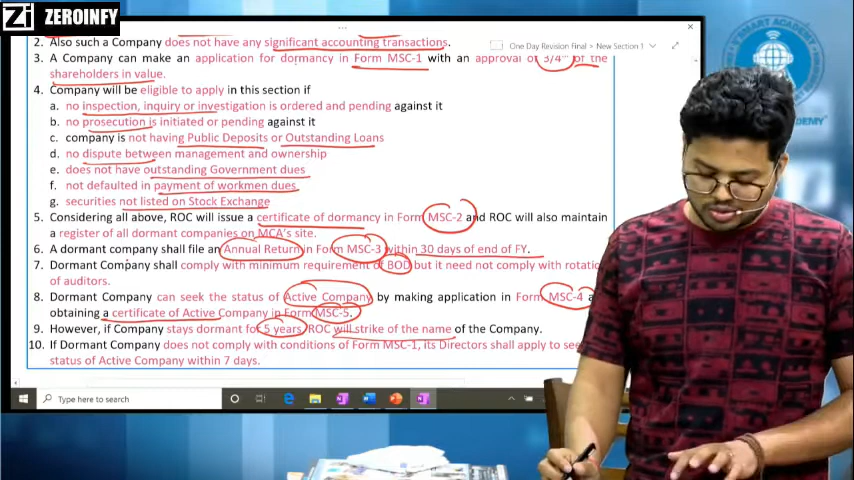 Zi ZEROINFY
2. Also such a Company does not have any significant accounting transactions.
One Day Revision Final > New Section 1
3. A Company can make an application for dormancy in Form MSC-1 with an approval of 3/4th of the
shareholders in value.
4. Company will be eligible to apply in this section if
a. no inspection, inquiry or investigation is ordered and pending against it
b. no prosecution is initiated or pending against it
c. company is not having Public Deposits or Outstanding Loans
d. no dispute between management and ownership
e. does not have outstanding Government dues
f. not defaulted in payment of workmen dues
g. securities not listed on Stock Exchange
5. Considering all above, ROC will issue a certificate of dormancy in Form MSC-2 and ROC will also maintain
a register of all dormant companies on MCA's site.
6. A dormant company shall file an Annual Return in Form MSC-3 within 30 days of end of FY.
7. Dormant Company shall comply with minimum requirement of BOD but it need not comply with
of auditors.
8. Dormant Company can seek the status of Active Company by making application in Form MSC-4
obtaining a certificate of Active Company in Form MSC-5.
9. However, if Company stays dormant for 5 years ROC will strike of the name of the Company.
10. If Dormant Company does not comply with conditions of Form MSC-1, its Directors shall apply to
status of Active Company within 7 days.
Type here to search